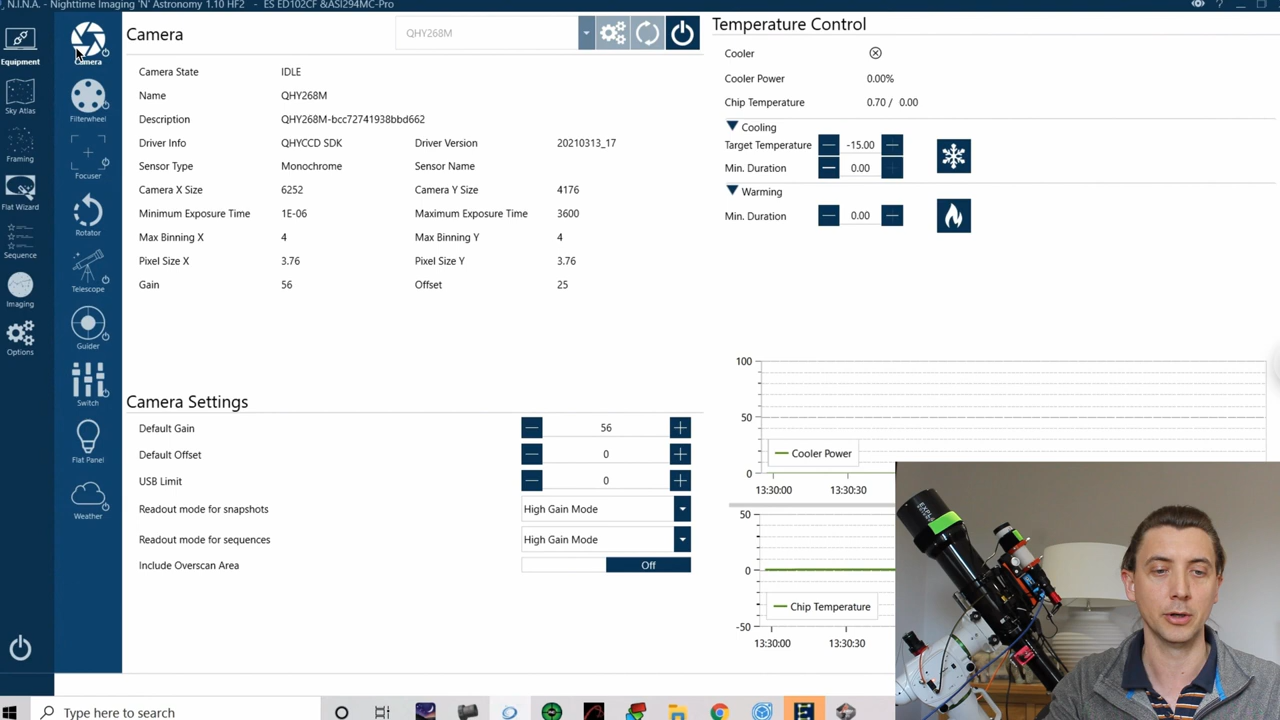 N.I.N.A. - Nighttime Imaging 'N' Astronomy 1.10 HF2 - ES ED102CF &ASI294MC-Pro
Equipment
Sky Atlas
Framing
Flat Wizard
Sequence
Imaging
Options
Camera
Filterwheel
Focuser
Rotator
Telescope
Guider
Switch
Flat Panel
Weather
Camera
QHY268M
Camera State IDLE
Name QHY268M
Description QHY268M-bcc72741938bbd662
Driver Info QHYCCD SDK Driver Version 20210313_17
Sensor Type Monochrome Sensor Name
Camera X Size 6252 Camera Y Size 4176
Minimum Exposure Time 1E-06 Maximum Exposure Time 3600
Max Binning X 4 Max Binning Y 4
Pixel Size X 3.76 Pixel Size Y 3.76
Gain 56 Offset 25
Camera Settings
Default Gain 56
Default Offset 0
USB Limit 0
Readout mode for snapshots High Gain Mode
Readout mode for sequences High Gain Mode
Include Overscan Area Off
Temperature Control
Cooler
Cooler Power 0.00%
Chip Temperature 0.70 / 0.00
Cooling
Target Temperature -15.00
Min. Duration 0.00
Warming
Min. Duration 0.00
100
50
0
Cooler Power
13:30:00 13:30:30
50
0
-50
Chip Temperature
13:30:00 13:30:30
Type here to search